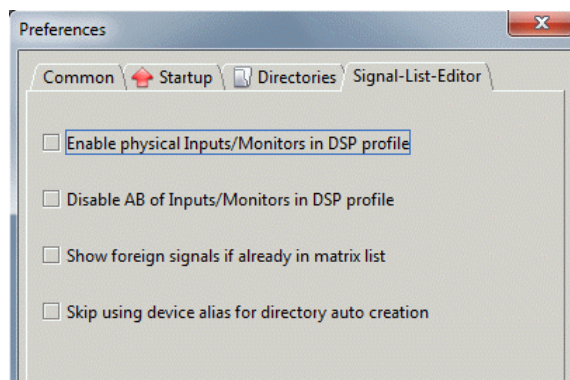 Preferences
Common Startup Directories Signal-List-Editor
Enable physical Inputs/Monitors in DSP profile
Disable AB of Inputs/Monitors in DSP profile
Show foreign signals if already in matrix list
Skip using device alias for directory auto creation